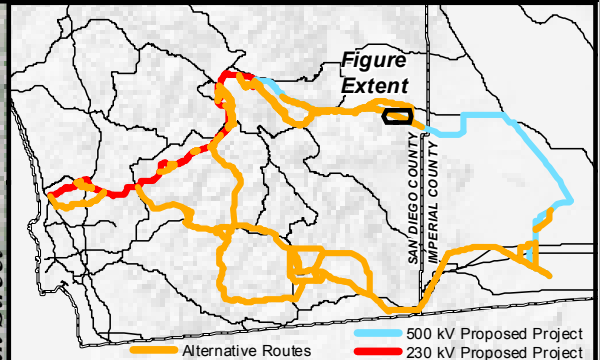 Figure
Extent
SAN DIEGO COUNTY
IMPERIAL COUNTY
500 kV Proposed Project
Alternative Routes
230 kV Proposed Project